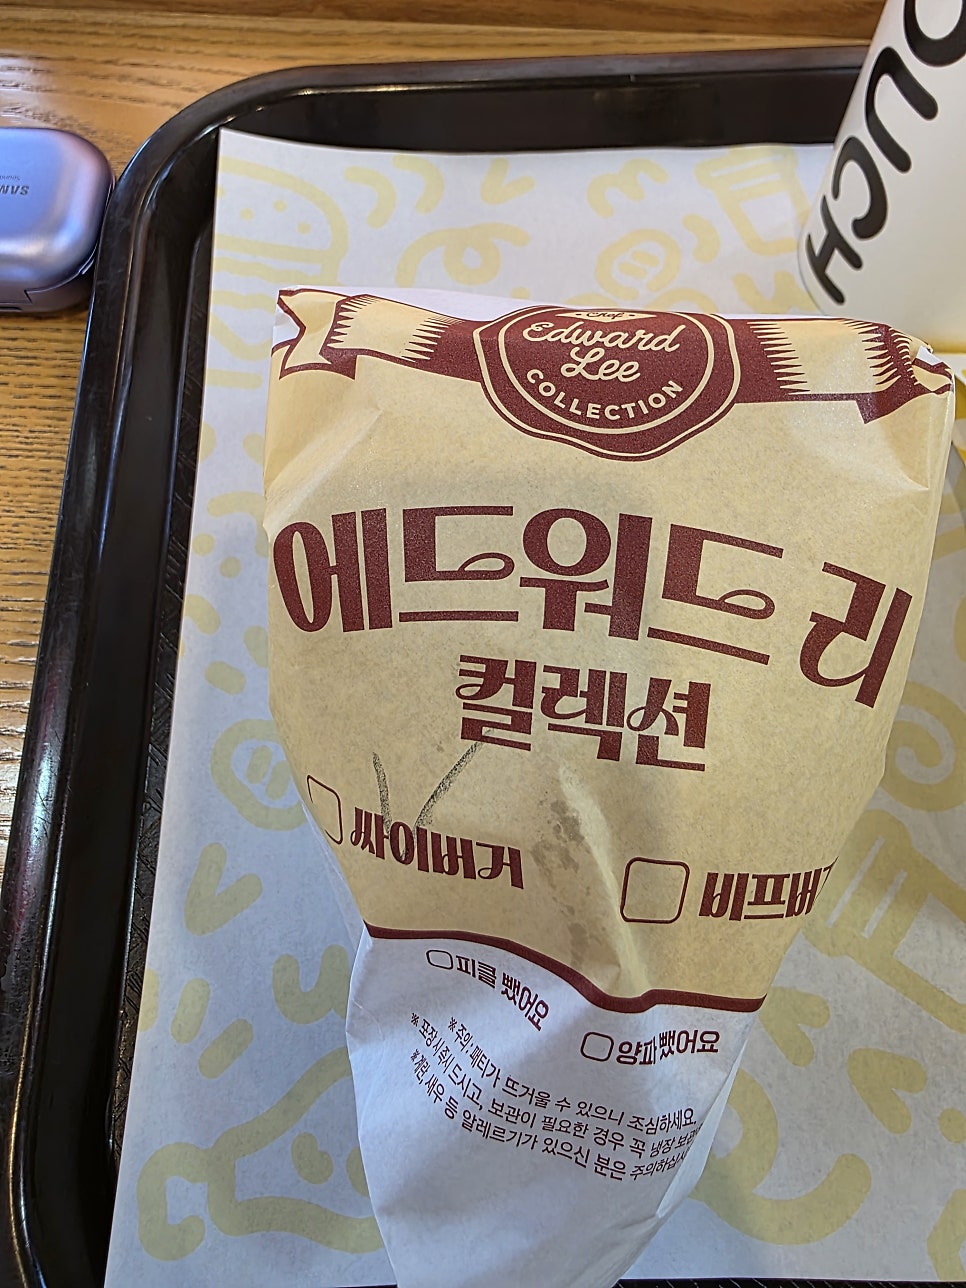 Chef
Edward
Lee
COLLECTION
에드워드 리
컬렉션
싸이버거
비프버
피클 뺐어요
양파 뺐어요
※ 주의: 패티가 뜨거울 수 있으니 조심하세요.
※ 포장 시 즉시 드시고, 보관이 필요한 경우 꼭 냉장
※ 계란, 새우 등 알레르기가 있으신 분은 주의하십시
OUCH
SAM